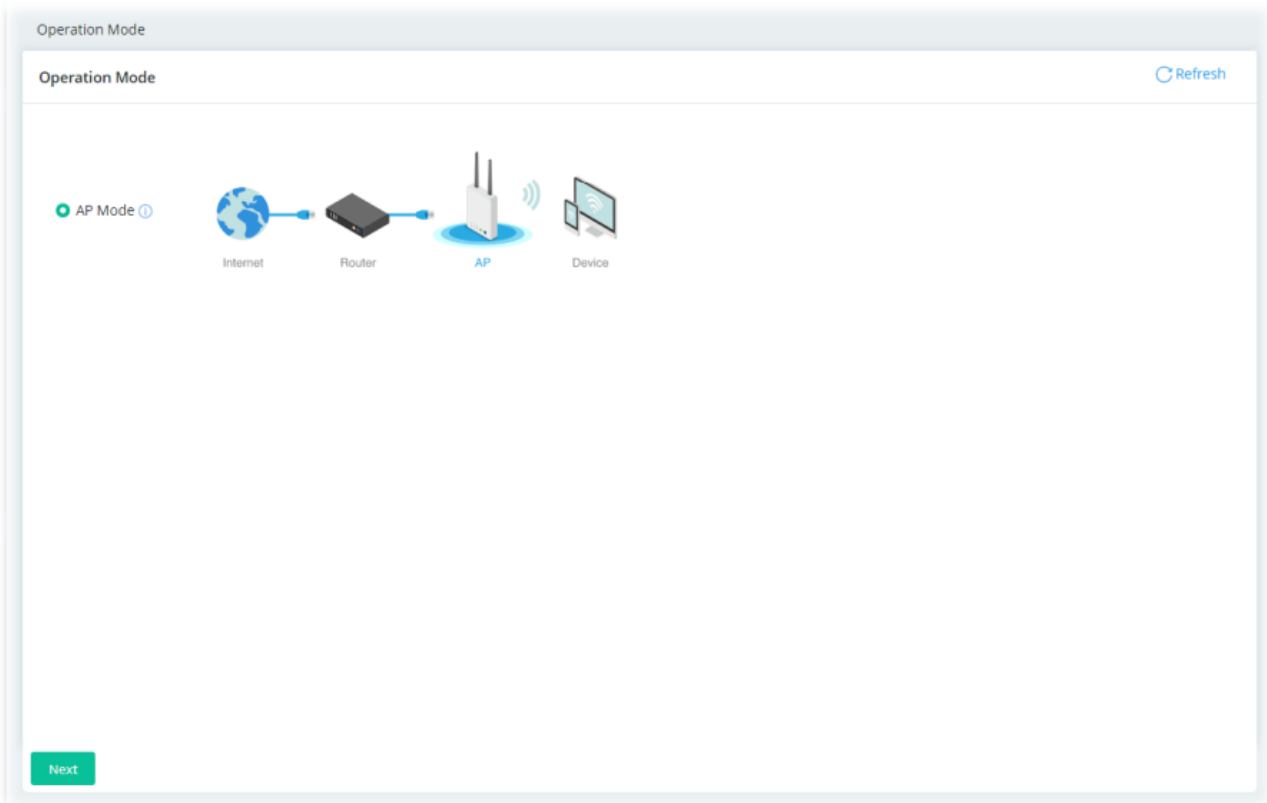 Operation Mode
Operation Mode
Refresh
AP Mode
Internet
Router
AP
Device
Next